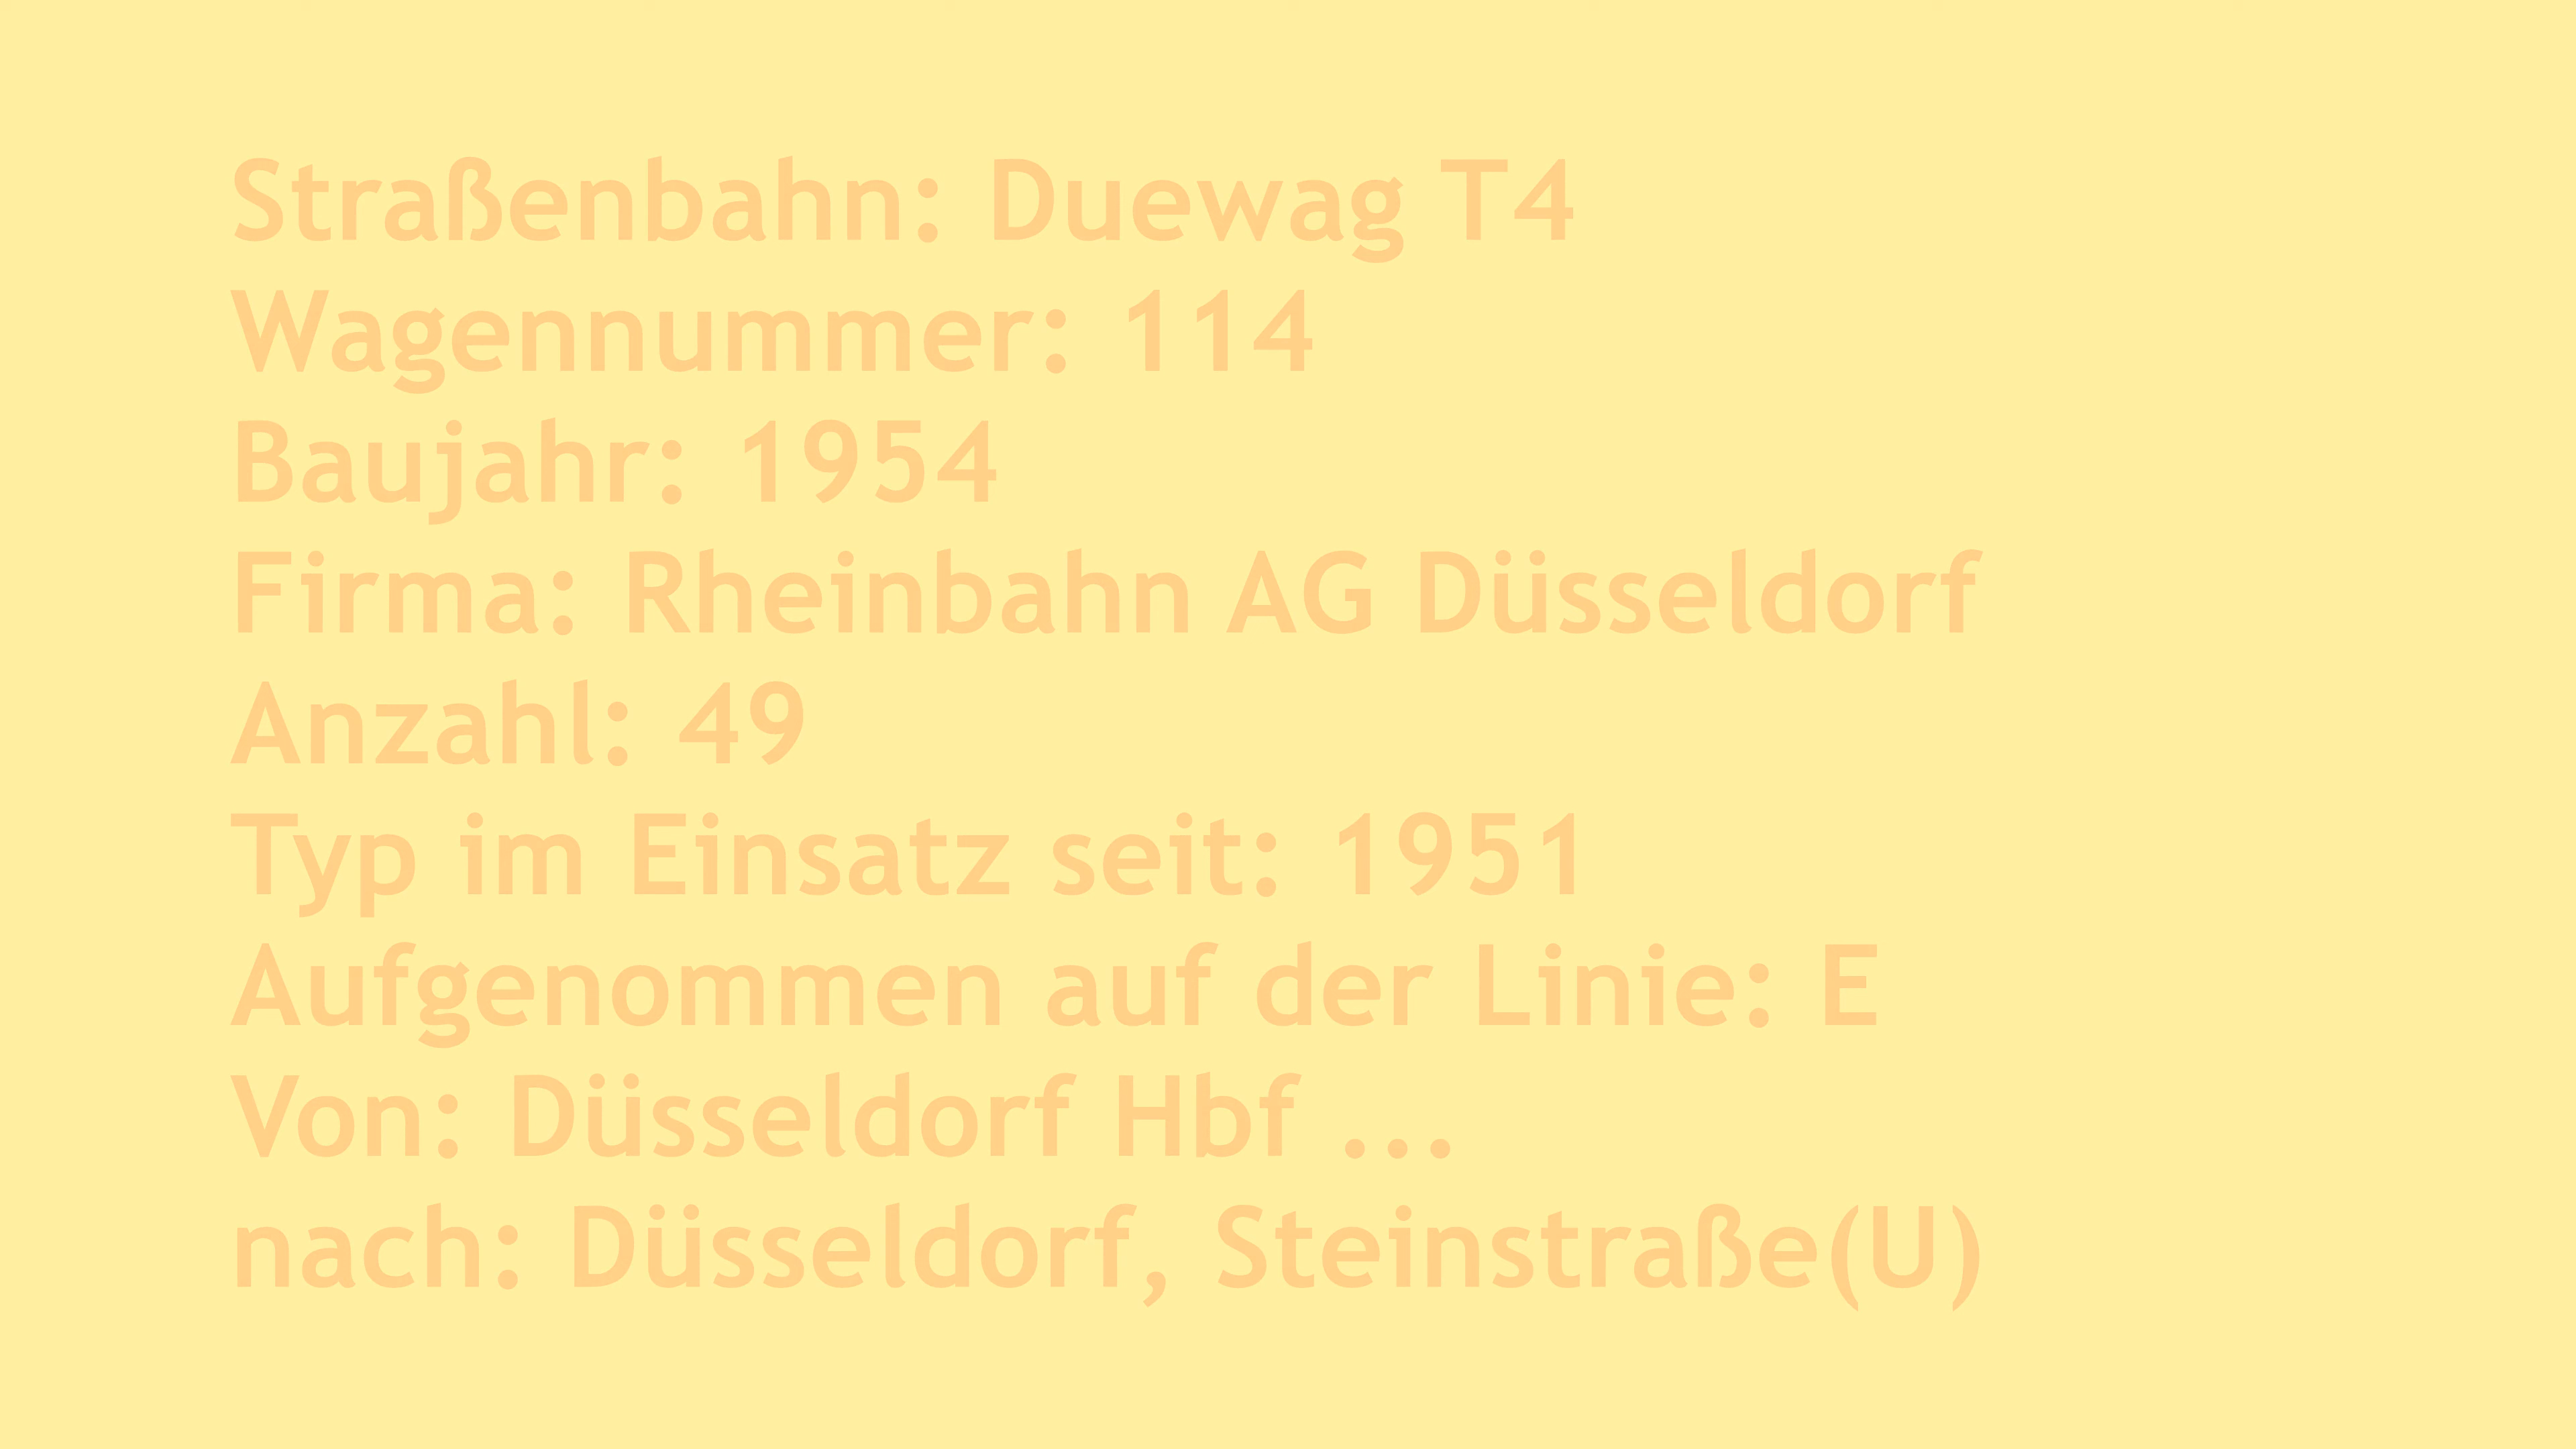 Straßenbahn: Duewag T4
Wagennummer: 114
Baujahr: 1954
Firma: Rheinbahn AG Düsseldorf
Anzahl: 49
Typ im Einsatz seit: 1951
Aufgenommen auf der Linie: E
Von: Düsseldorf Hbf ...
nach: Düsseldorf, Steinstraße(U)